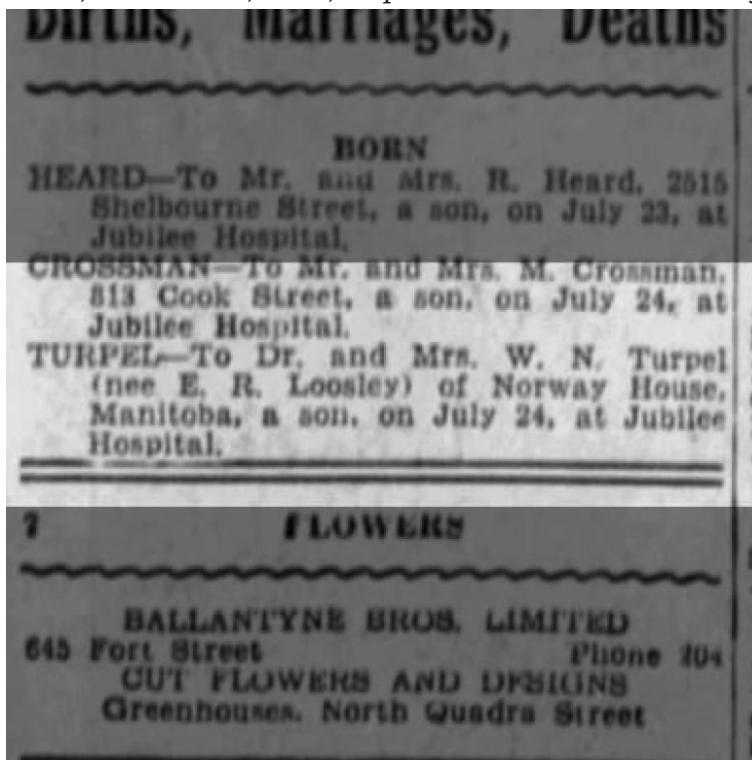 Births, Marriages, Deaths
BORN
HEARD—To Mr. and Mrs. R. Heard, 2515
Shelbourne Street, a son, on July 23, at
Jubilee Hospital.
CROSSMAN—To Mr. and Mrs. M. Crossman,
813 Cook Street, a son, on July 24, at
Jubilee Hospital.
TURPEL—To Dr. and Mrs. W. N. Turpel
(nee E. R. Loosley) of Norway House,
Manitoba, a son, on July 24, at Jubilee
Hospital.
7 FLOWERS
BALLANTYNE BROS. LIMITED
645 Fort Street Phone 204
CUT FLOWERS AND DESIGNS
Greenhouses, North Quadra Street